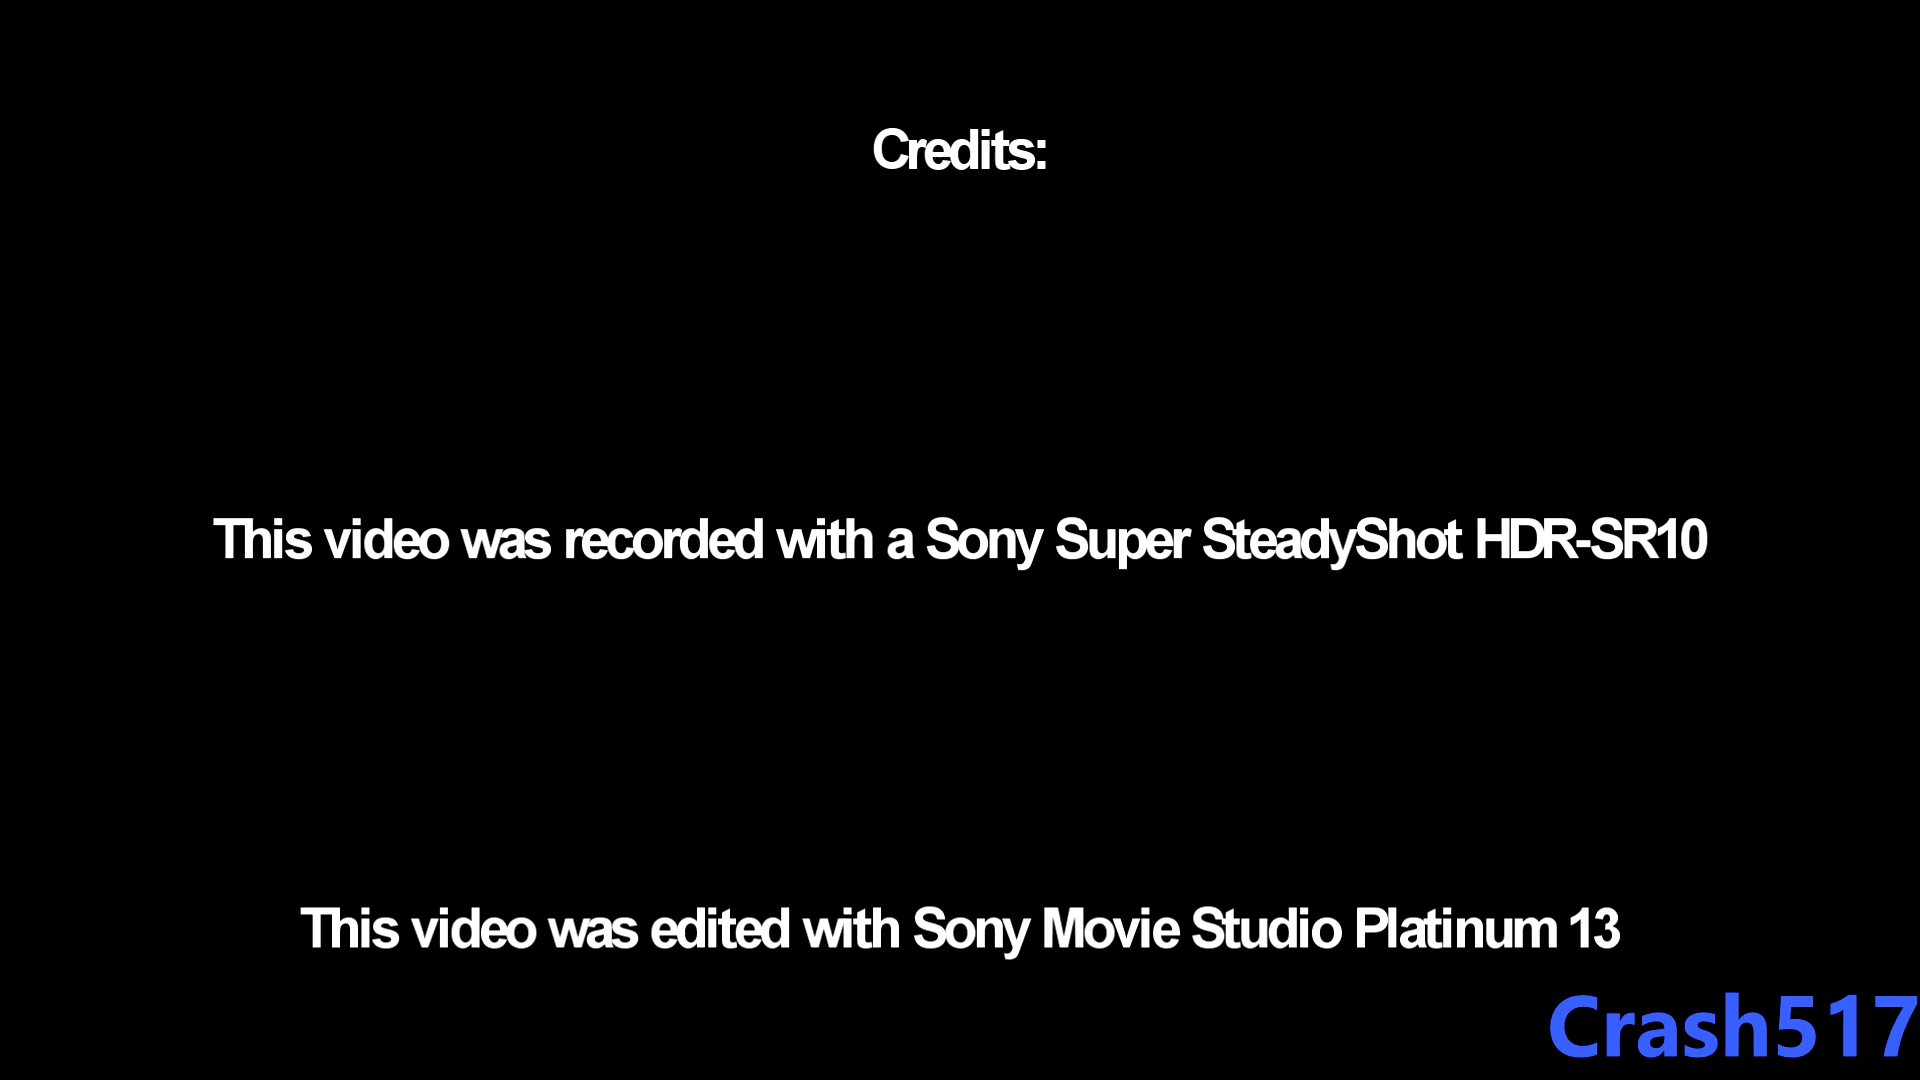 Credits:
This video was recorded with a Sony Super SteadyShot HDR-SR10
This video was edited with Sony Movie Studio Platinum 13
Crash517